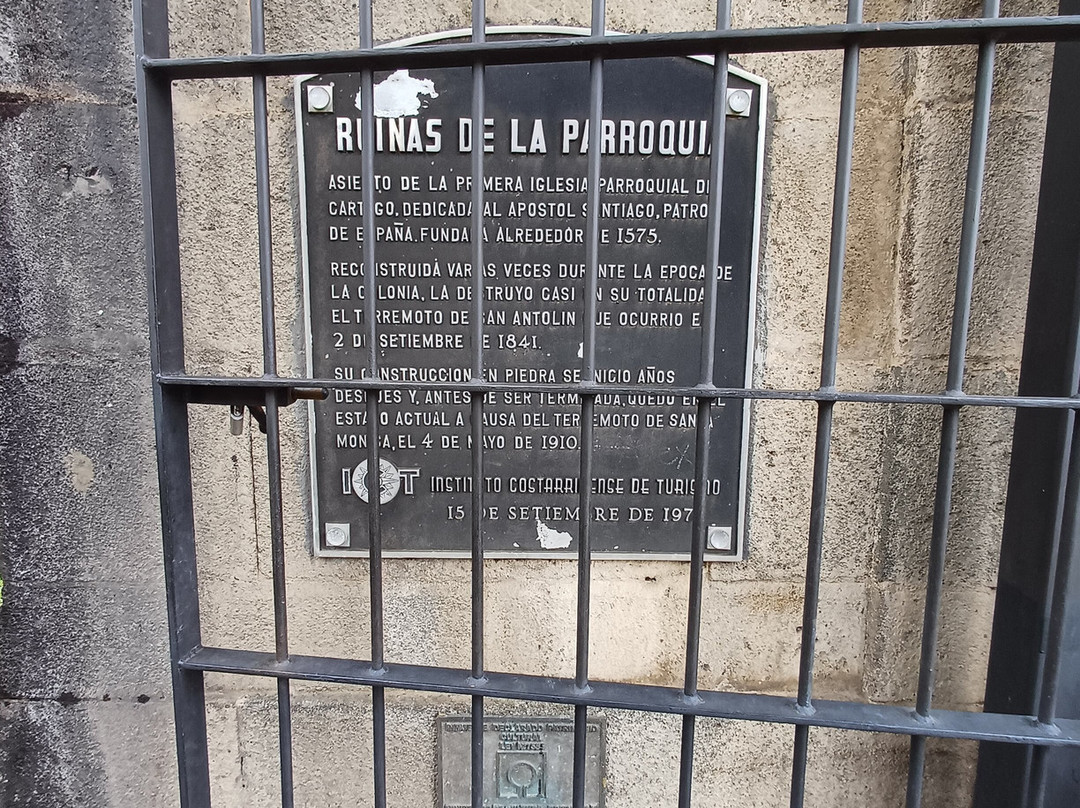 RUINAS DE LA PARROQUIA
ASIENTO DE LA PRIMERA IGLESIA PARROQUIAL DE
CARTAGO, DEDICADA AL APOSTOL SANTIAGO, PATRON
DE ESPAÑA. FUNDADA ALREDEDOR DE 1575.
RECONSTRUIDA VARIAS VECES DURANTE LA EPOCA DE
LA COLONIA, LA DESTRUYO CASI EN SU TOTALIDAD
EL TERREMOTO DE SAN ANTOLIN QUE OCURRIO EL
2 DE SETIEMBRE DE 1841.
SU CONSTRUCCION EN PIEDRA SE INICIO AÑOS
DESPUES Y, ANTES DE SER TERMINADA, QUEDO EN EL
ESTADO ACTUAL A CAUSA DEL TERREMOTO DE SANTA
MONICA, EL 4 DE MAYO DE 1910.
ICT INSTITUTO COSTARRICENSE DE TURISMO
15 DE SETIEMBRE DE
DECLARADO PATRIMONIO
CULTURAL
LEY